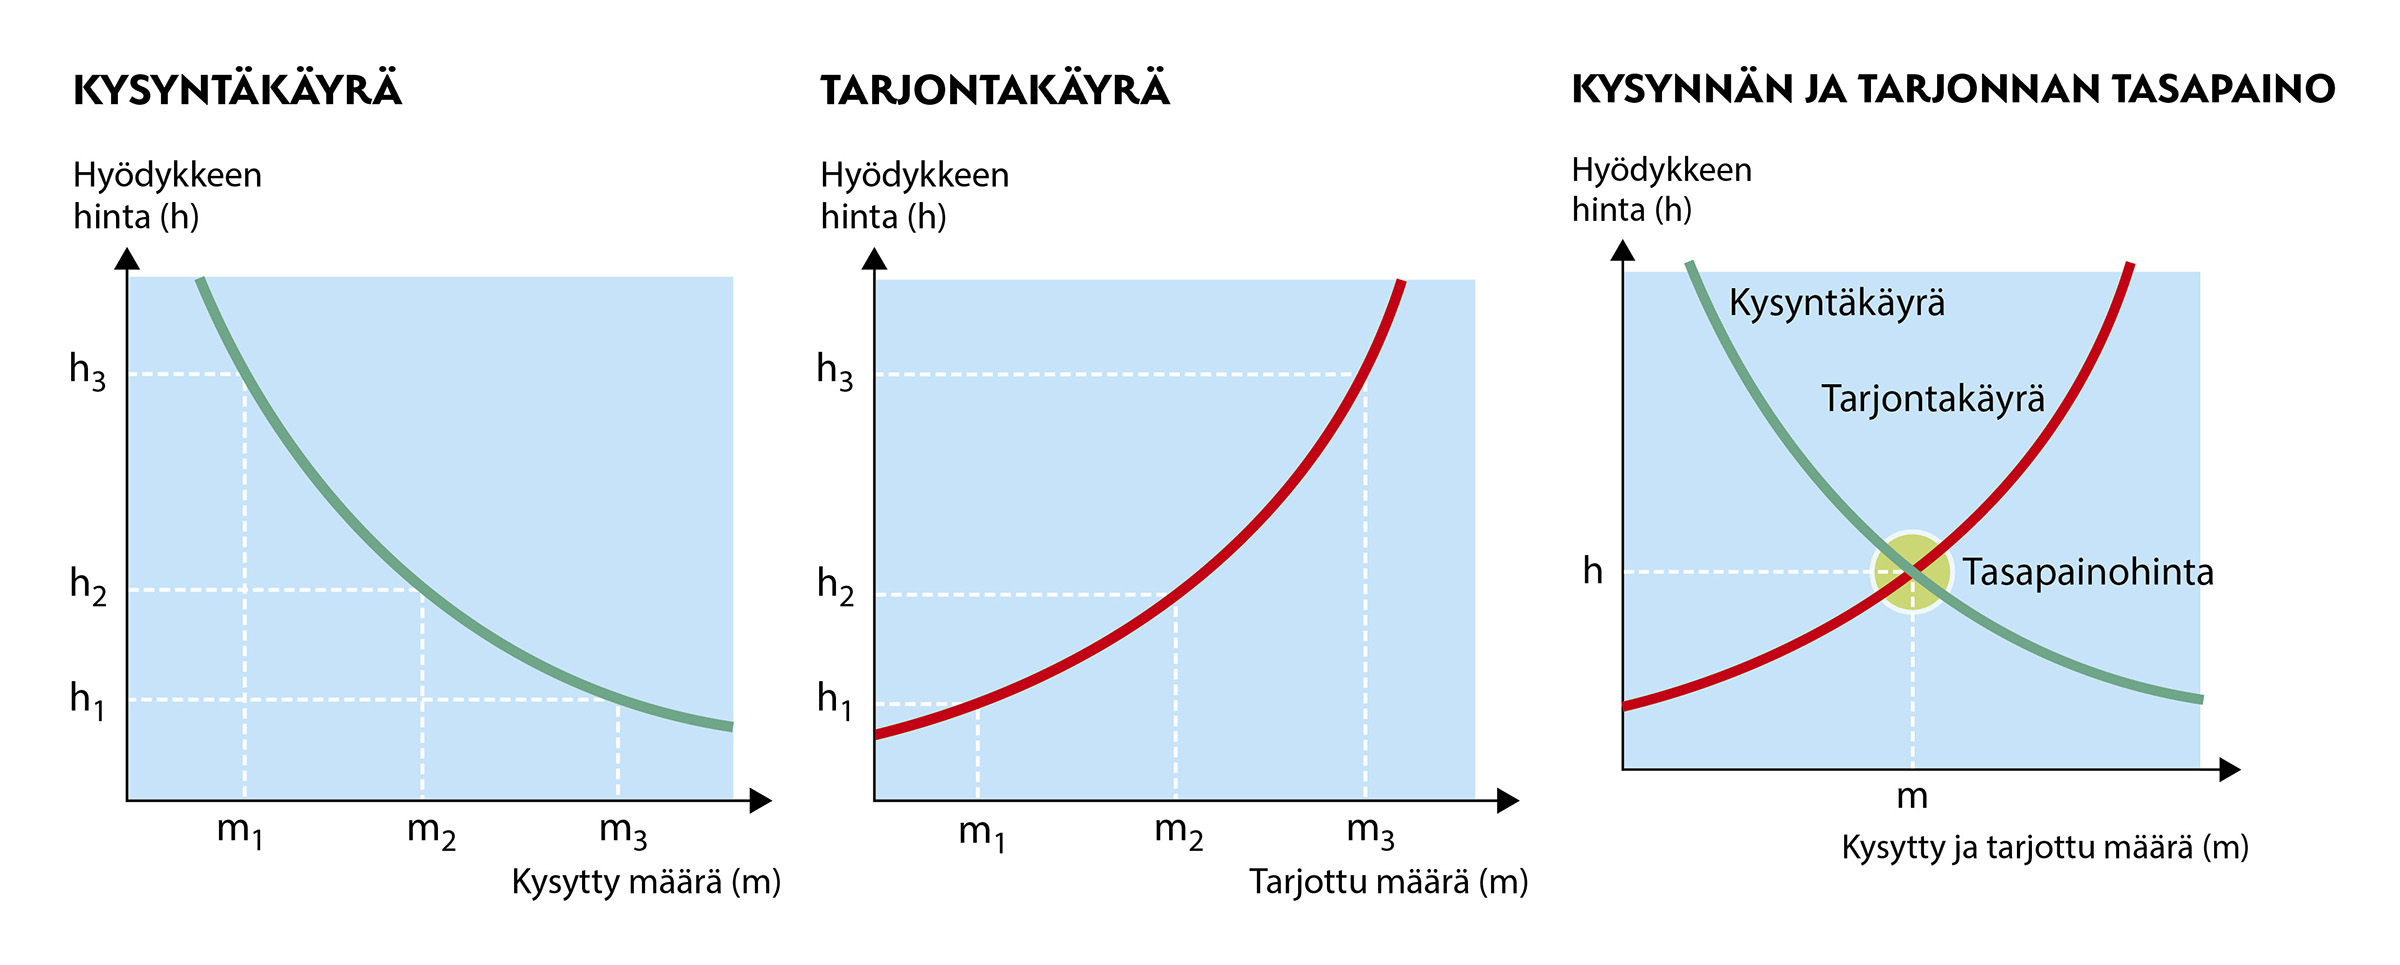 KYSYNTÄKÄYRÄ
Hyödykkeen
hinta (h)
h₃
h₂
h₁
m₁ m₂ m₃
Kysytty määrä (m)
TARJONTAKÄYRÄ
Hyödykkeen
hinta (h)
h₃
h₂
h₁
m₁ m₂ m₃
Tarjottu määrä (m)
KYSYNNÄN JA TARJONNAN TASAPAINO
Hyödykkeen
hinta (h)
Kysyntäkäyrä
Tarjontakäyrä
h Tasapainohinta
m
Kysytty ja tarjottu määrä (m)